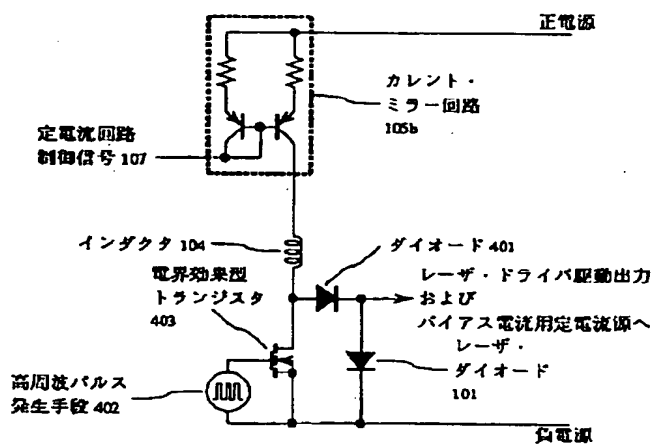 正電源
カレント・
ミラー回路
105b
定電流回路
制御信号 107
インダクタ 104
ダイオード 401
電界効果型
トランジスタ
403
レーザ・ドライバ駆動出力
および
バイアス電流用定電流源へ
レーザ・
ダイオード
101
高周波パルス
発生手段 402
負電源